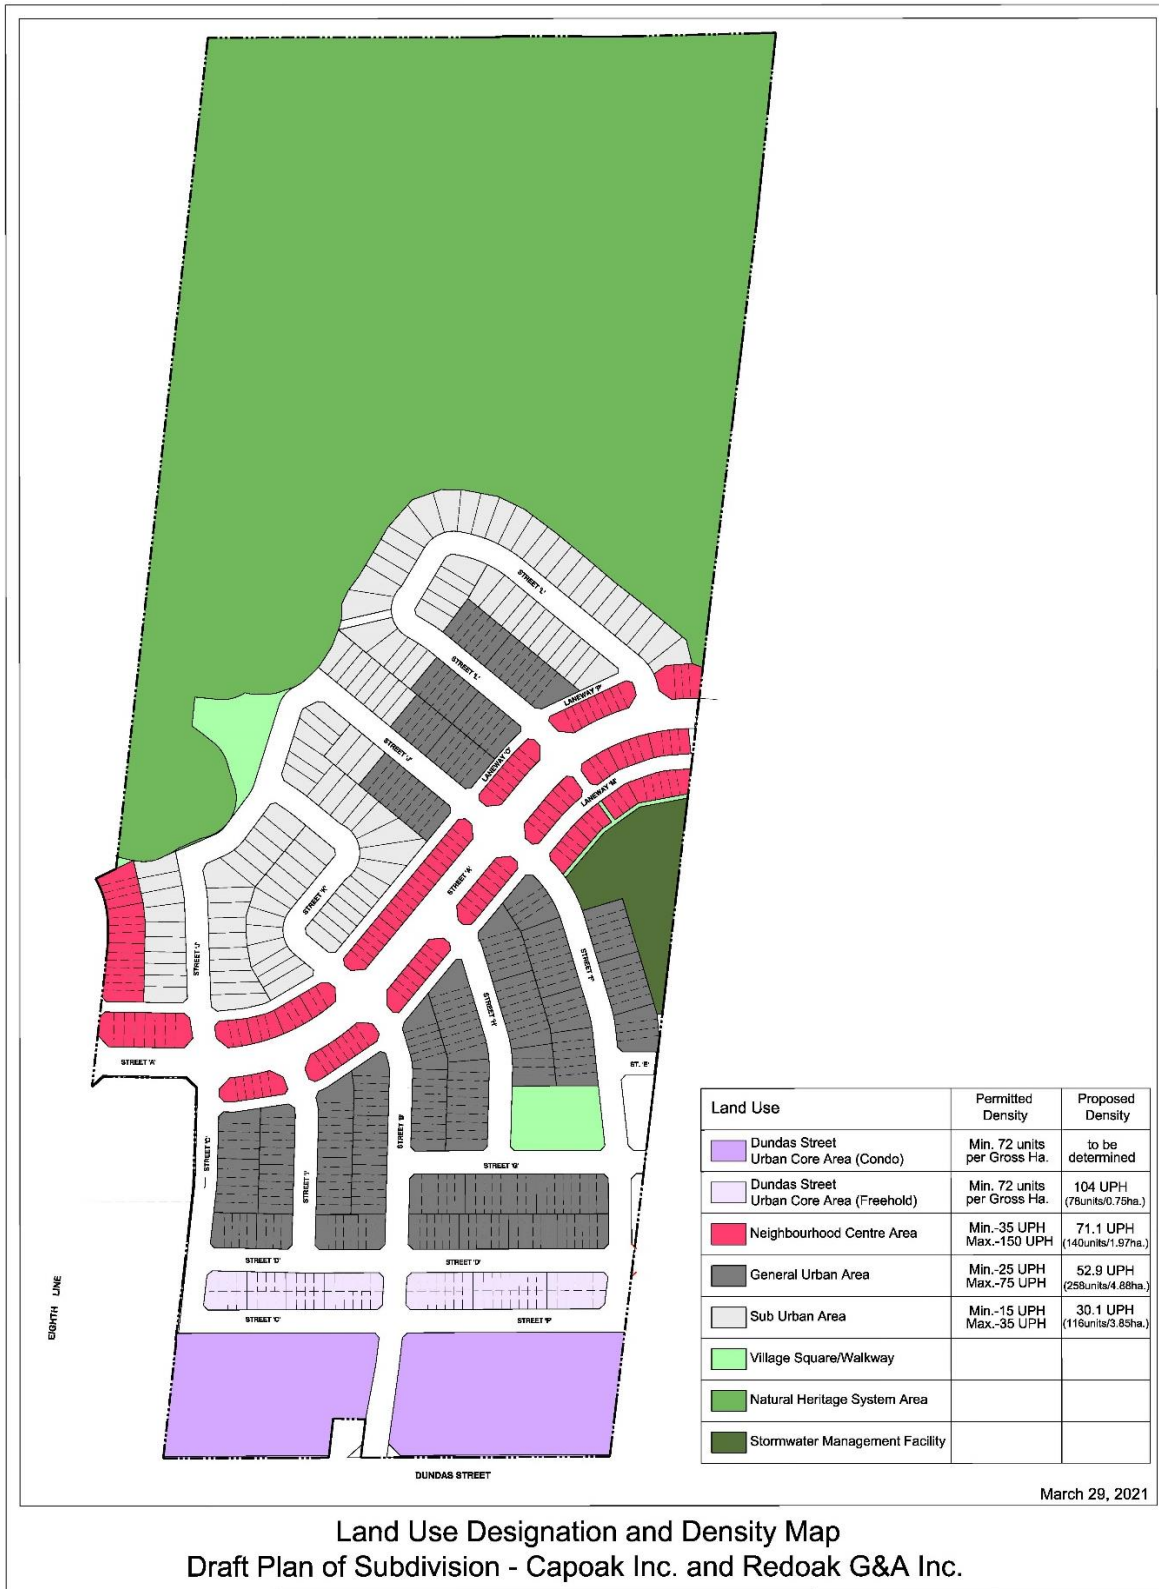 STREET 'L'
STREET 'L'
LANEWAY 'P'
STREET 'J'
LANEWAY 'O'
LANEWAY 'M'
STREET 'K'
STREET 'A'
STREET 'J'
STREET 'I'
STREET 'H'
STREET 'A'
ST. 'E'
STREET 'B'
STREET 'C'
STREET 'G'
STREET 'D'
STREET 'D'
STREET 'C'
STREET 'F'
EIGHTH LINE
DUNDAS STREET
Land Use
Permitted
Density
Proposed
Density
Dundas Street
Urban Core Area (Condo)
Min. 72 units
per Gross Ha.
to be
determined
Dundas Street
Urban Core Area (Freehold)
Min. 72 units
per Gross Ha.
104 UPH
(78units/0.75ha.)
Neighbourhood Centre Area
Min.-35 UPH
Max.-150 UPH
71.1 UPH
(140units/1.97ha.)
General Urban Area
Min.-25 UPH
Max.-75 UPH
52.9 UPH
(258units/4.88ha.)
Sub Urban Area
Min.-15 UPH
Max.-35 UPH
30.1 UPH
(116units/3.85ha.)
Village Square/Walkway
Natural Heritage System Area
Stormwater Management Facility
March 29, 2021
Land Use Designation and Density Map
Draft Plan of Subdivision - Capoak Inc. and Redoak G&A Inc.